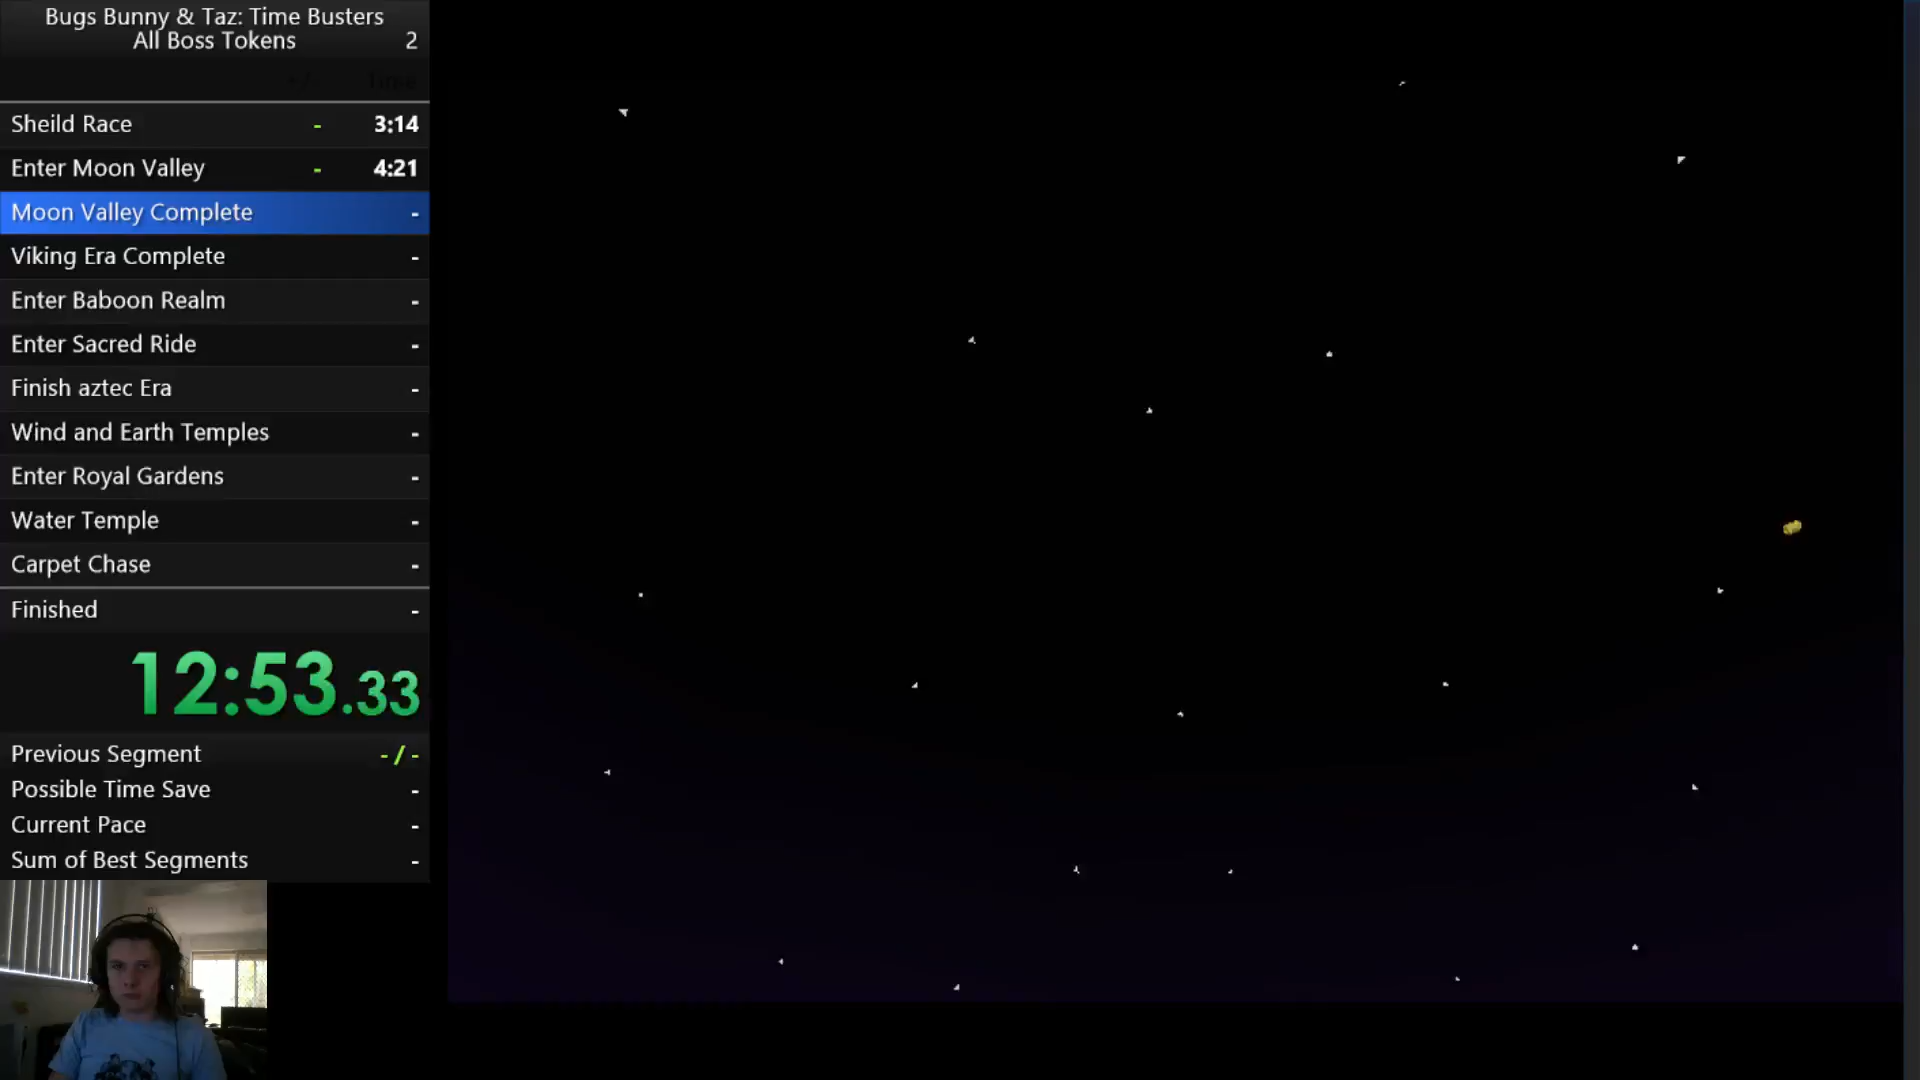 Bugs Bunny & Taz: Time Busters
All Boss Tokens 2
+/- Time
Sheild Race - 3:14
Enter Moon Valley - 4:21
Moon Valley Complete -
Viking Era Complete -
Enter Baboon Realm -
Enter Sacred Ride -
Finish aztec Era -
Wind and Earth Temples -
Enter Royal Gardens -
Water Temple -
Carpet Chase -
Finished -
12:53.33
Previous Segment - / -
Possible Time Save -
Current Pace -
Sum of Best Segments -